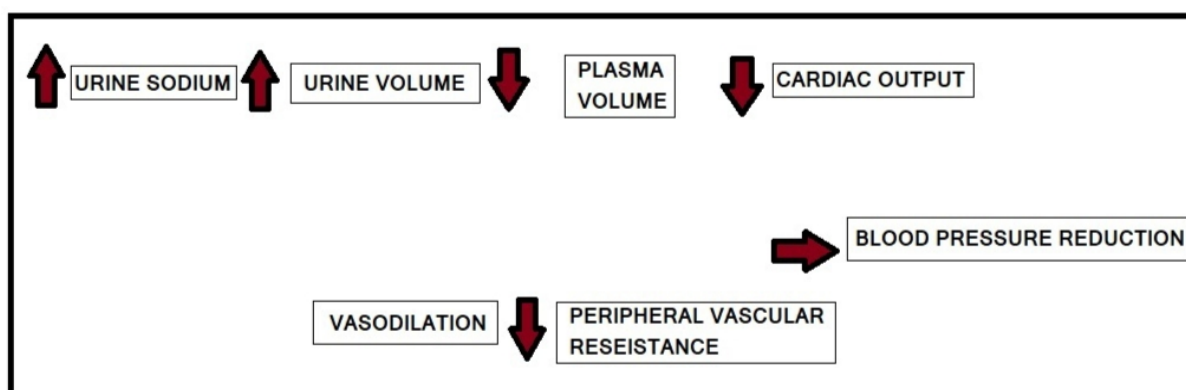 URINE SODIUM
URINE VOLUME
PLASMA
VOLUME
CARDIAC OUTPUT
BLOOD PRESSURE REDUCTION
VASODILATION
PERIPHERAL VASCULAR
RESEISTANCE